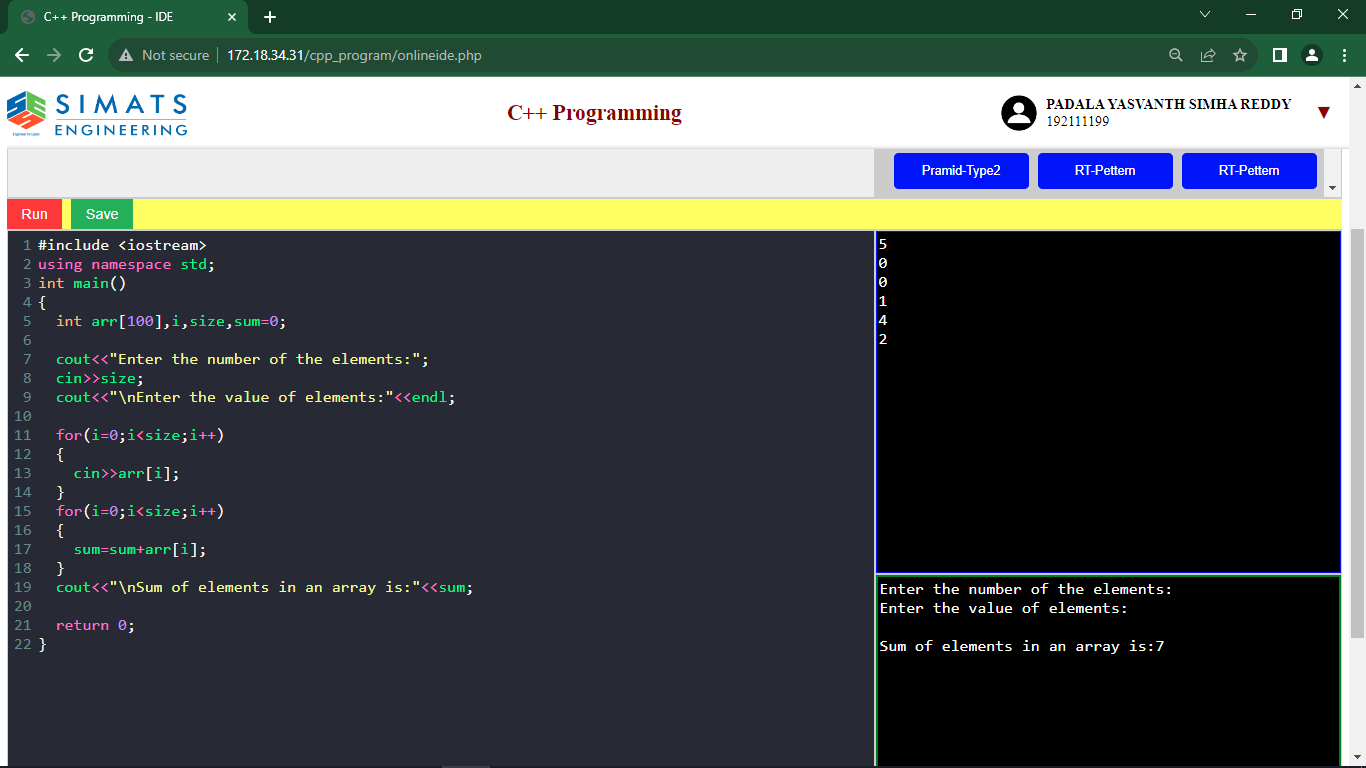 C++ Programming - IDE
Not secure | 172.18.34.31/cpp_program/onlineide.php
SIMATS
ENGINEERING
C++ Programming
PADALA YASVANTH SIMHA REDDY
192111199
Pramid-Type2
RT-Pettern
RT-Pettern
Run
Save
1 #include <iostream>
2 using namespace std;
3 int main()
4 {
5   int arr[100],i,size,sum=0;
6
7   cout<<"Enter the number of the elements:";
8   cin>>size;
9   cout<<"\nEnter the value of elements:"<<endl;
10
11   for(i=0;i<size;i++)
12   {
13     cin>>arr[i];
14   }
15   for(i=0;i<size;i++)
16   {
17     sum=sum+arr[i];
18   }
19   cout<<"\nSum of elements in an array is:"<<sum;
20
21   return 0;
22 }
5
0
0
1
4
2
Enter the number of the elements:
Enter the value of elements:
Sum of elements in an array is:7